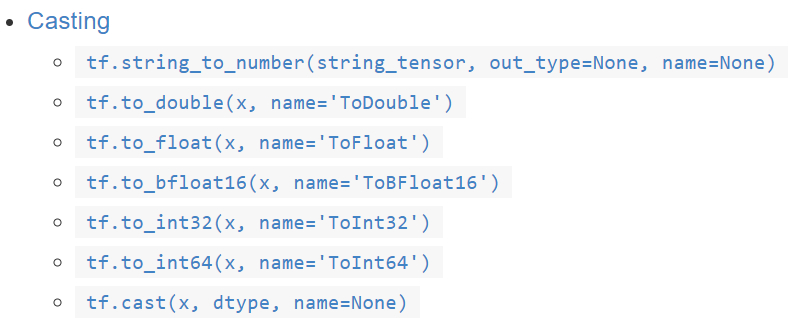 Casting
tf.string_to_number(string_tensor, out_type=None, name=None)
tf.to_double(x, name='ToDouble')
tf.to_float(x, name='ToFloat')
tf.to_bfloat16(x, name='ToBFloat16')
tf.to_int32(x, name='ToInt32')
tf.to_int64(x, name='ToInt64')
tf.cast(x, dtype, name=None)